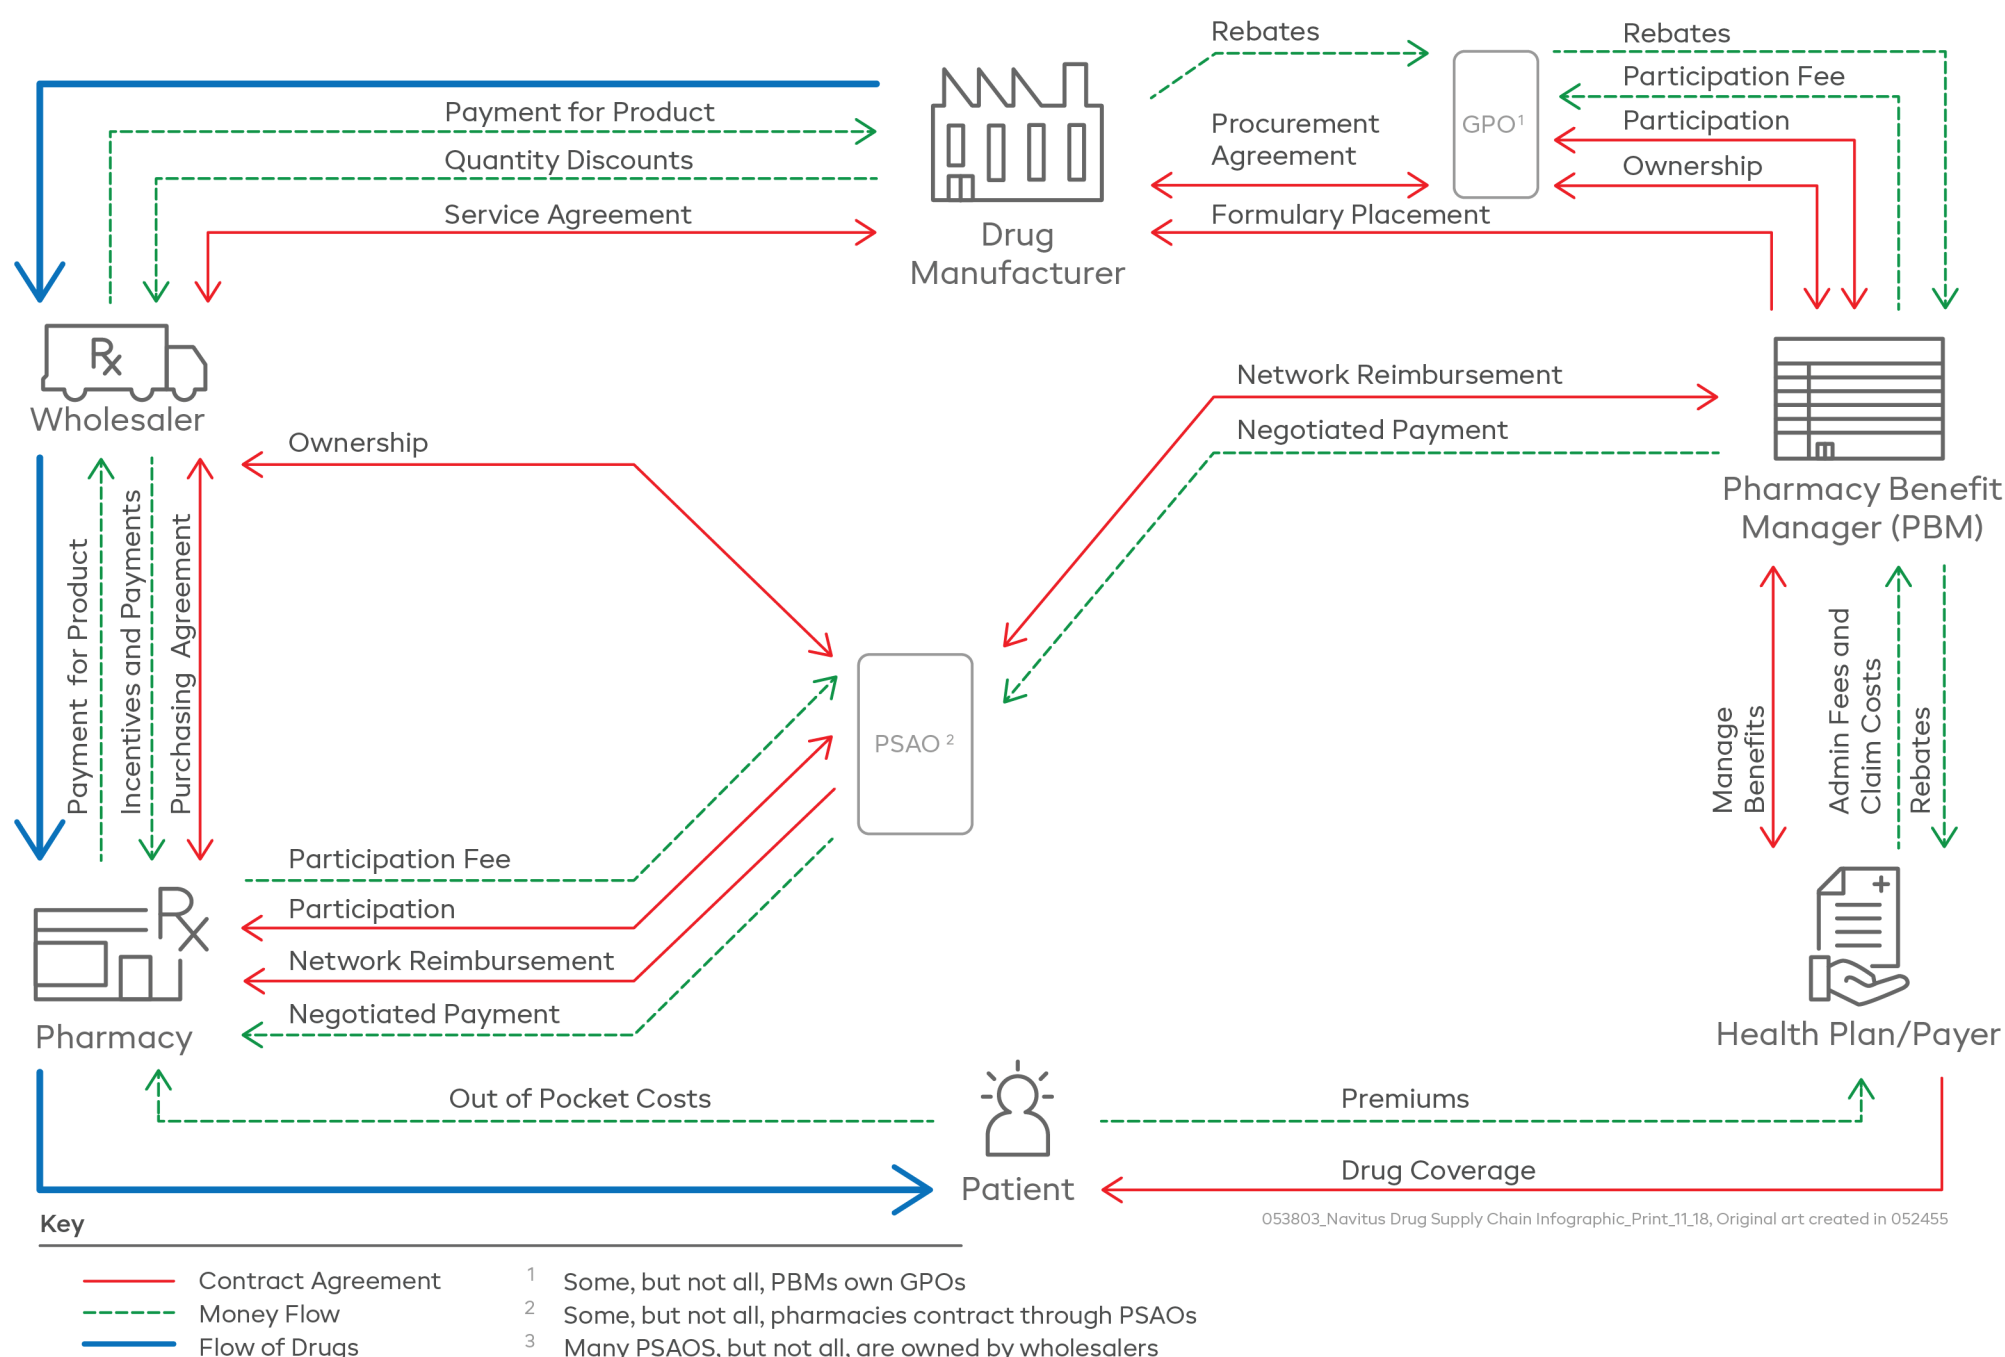 Rebates
Rebates
Participation Fee
Payment for Product
Procurement
Agreement
GPO¹
Participation
Quantity Discounts
Ownership
Service Agreement
Formulary Placement
Drug
Manufacturer
Rx
Wholesaler
Network Reimbursement
Ownership
Negotiated Payment
Pharmacy Benefit
Manager (PBM)
Payment for Product
Incentives and Payments
Purchasing Agreement
PSAO ²
Manage
Benefits
Admin Fees and
Claim Costs
Rebates
Participation Fee
Participation
Network Reimbursement
Negotiated Payment
Rx
Pharmacy
Health Plan/Payer
Out of Pocket Costs
Premiums
Patient
Drug Coverage
053803_Navitus Drug Supply Chain Infographic_Print_11_18, Original art created in 052455
Key
Contract Agreement
Money Flow
Flow of Drugs
1 Some, but not all, PBMs own GPOs
2 Some, but not all, pharmacies contract through PSAOs
3 Many PSAOS, but not all, are owned by wholesalers